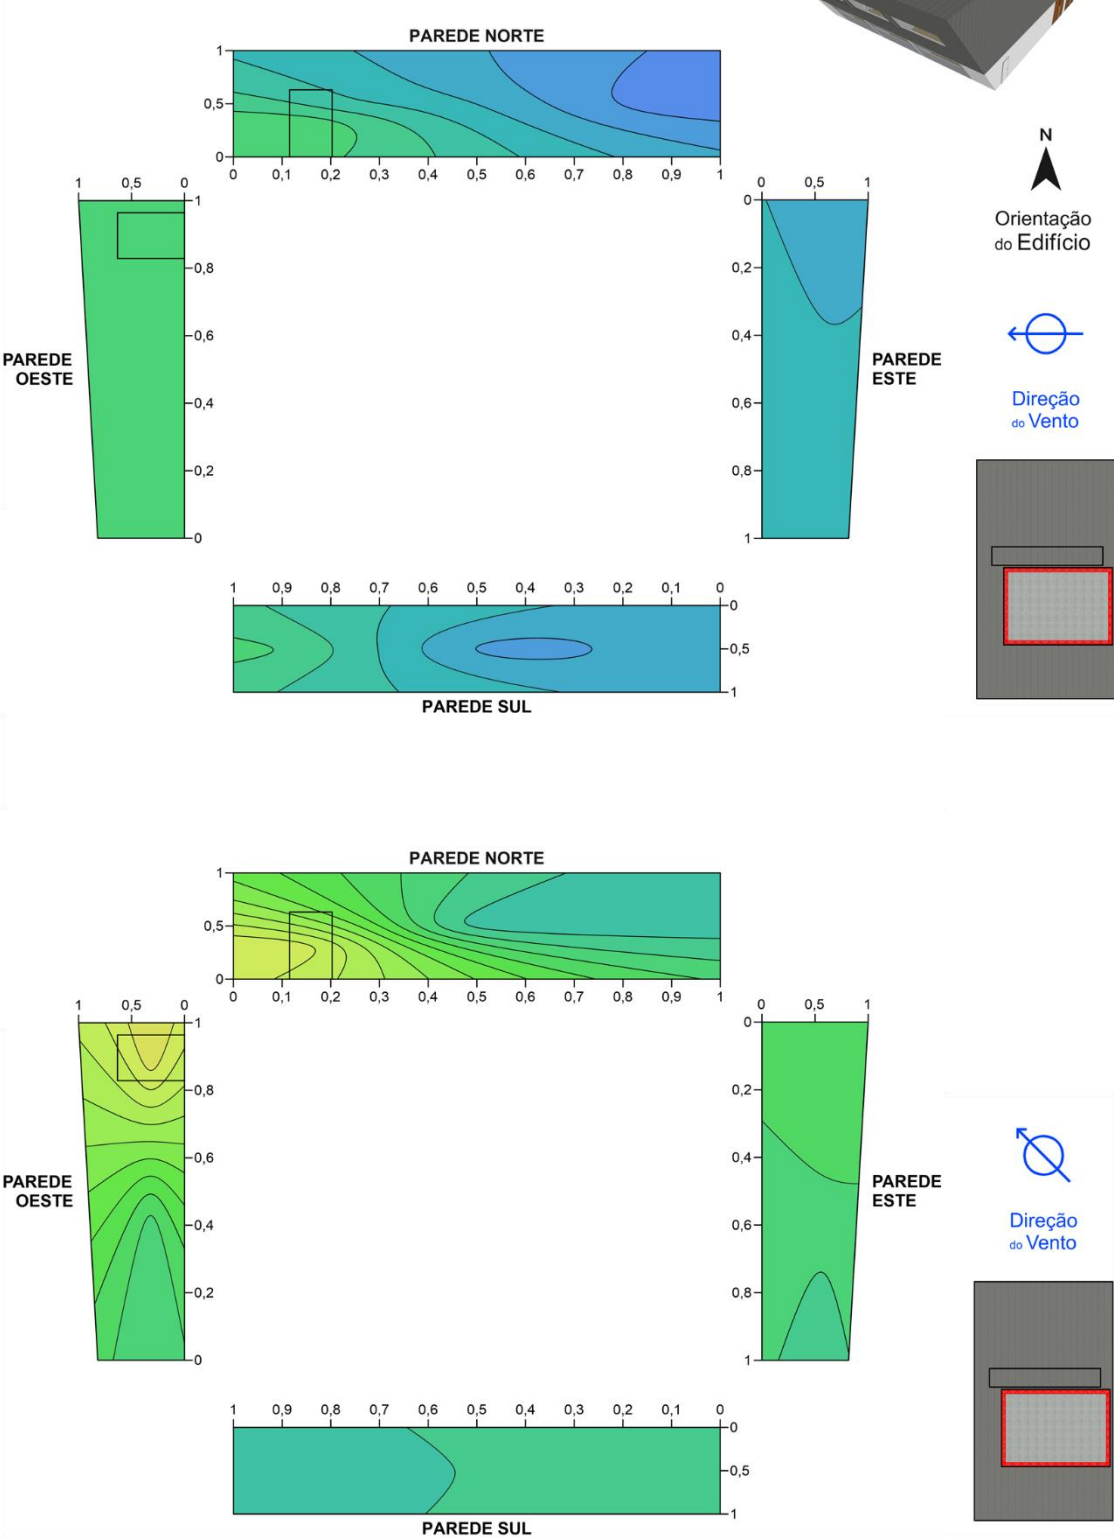 PAREDE NORTE
1
0,5
0
0 0,1 0,2 0,3 0,4 0,5 0,6 0,7 0,8 0,9 1
N
Orientação
do Edifício
1 0,5 0
1
0,8
0,6
0,4
0,2
0
PAREDE
OESTE
0 0,5 1
0
0,2
0,4
0,6
0,8
1
PAREDE
ESTE
Direção
do Vento
1 0,9 0,8 0,7 0,6 0,5 0,4 0,3 0,2 0,1 0
0
0,5
1
PAREDE SUL
PAREDE NORTE
1
0,5
0
0 0,1 0,2 0,3 0,4 0,5 0,6 0,7 0,8 0,9 1
1 0,5 0
1
0,8
0,6
0,4
0,2
0
PAREDE
OESTE
0 0,5 1
0
0,2
0,4
0,6
0,8
1
PAREDE
ESTE
Direção
do Vento
1 0,9 0,8 0,7 0,6 0,5 0,4 0,3 0,2 0,1 0
0
0,5
1
PAREDE SUL